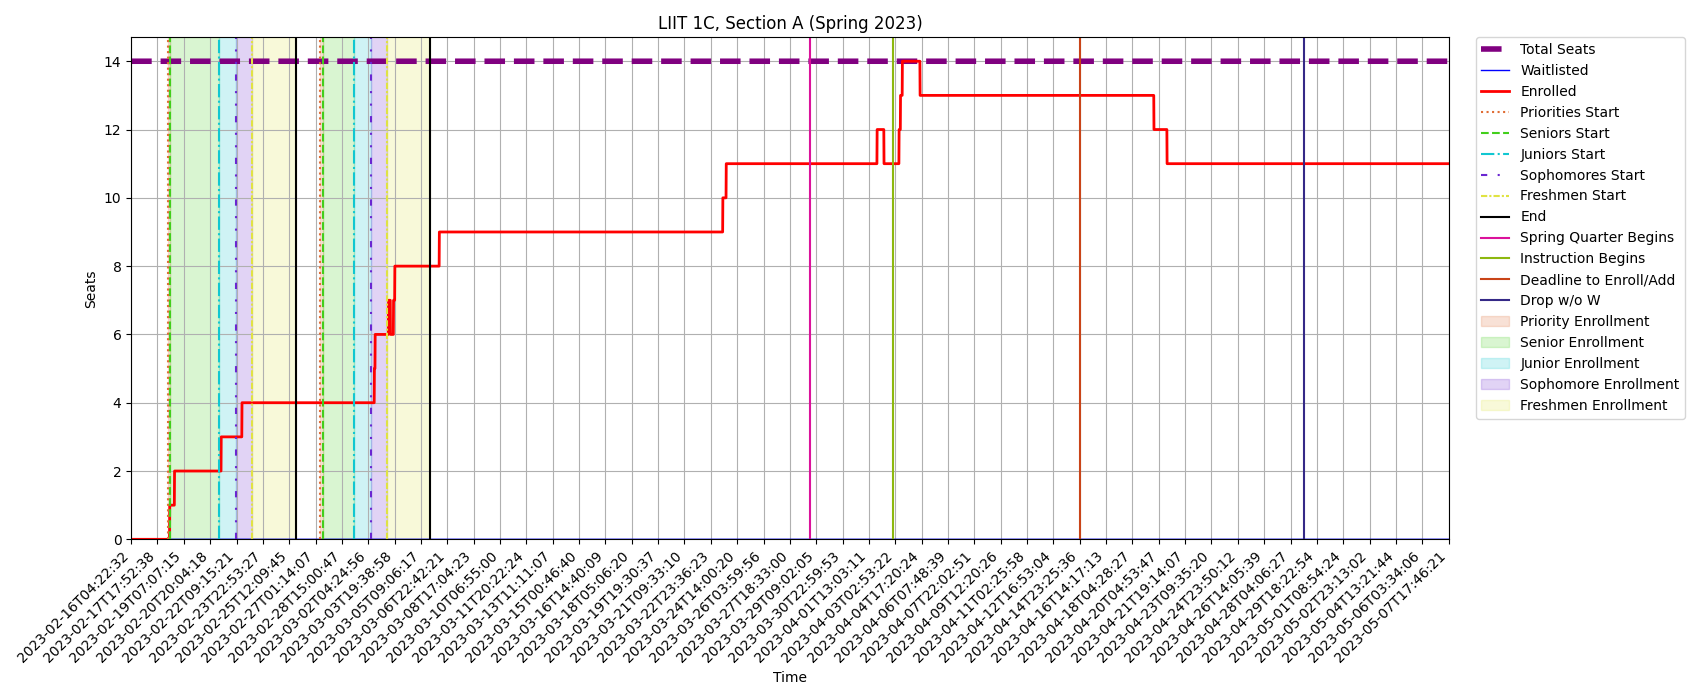 LIIT 1C, Section A (Spring 2023)
Seats
14
12
10
8
6
4
2
0
2023-02-16T04:22:32
2023-02-17T17:52:38
2023-02-19T07:07:15
2023-02-20T20:04:18
2023-02-22T09:15:21
2023-02-23T22:53:27
2023-02-25T12:09:45
2023-02-27T01:14:07
2023-02-28T15:00:47
2023-03-02T04:24:56
2023-03-03T19:38:58
2023-03-05T09:06:17
2023-03-06T22:42:21
2023-03-08T17:04:23
2023-03-10T06:55:00
2023-03-11T20:22:24
2023-03-13T11:11:07
2023-03-15T00:46:40
2023-03-16T14:40:09
2023-03-18T05:06:20
2023-03-19T19:30:37
2023-03-21T09:33:10
2023-03-22T23:36:23
2023-03-24T14:00:20
2023-03-26T03:59:56
2023-03-27T18:33:00
2023-03-29T09:02:05
2023-03-30T22:59:53
2023-04-01T13:03:11
2023-04-03T02:53:22
2023-04-04T17:20:24
2023-04-06T07:48:39
2023-04-07T22:02:51
2023-04-09T12:20:26
2023-04-11T02:25:58
2023-04-12T16:53:04
2023-04-14T23:25:36
2023-04-16T14:17:13
2023-04-18T04:28:27
2023-04-20T04:53:47
2023-04-21T19:14:07
2023-04-23T09:35:20
2023-04-24T23:50:12
2023-04-26T14:05:39
2023-04-28T04:06:27
2023-04-29T18:22:54
2023-05-01T08:54:24
2023-05-02T23:13:02
2023-05-04T13:21:44
2023-05-06T03:34:06
2023-05-07T17:46:21
Time
Total Seats
Waitlisted
Enrolled
Priorities Start
Seniors Start
Juniors Start
Sophomores Start
Freshmen Start
End
Spring Quarter Begins
Instruction Begins
Deadline to Enroll/Add
Drop w/o W
Priority Enrollment
Senior Enrollment
Junior Enrollment
Sophomore Enrollment
Freshmen Enrollment